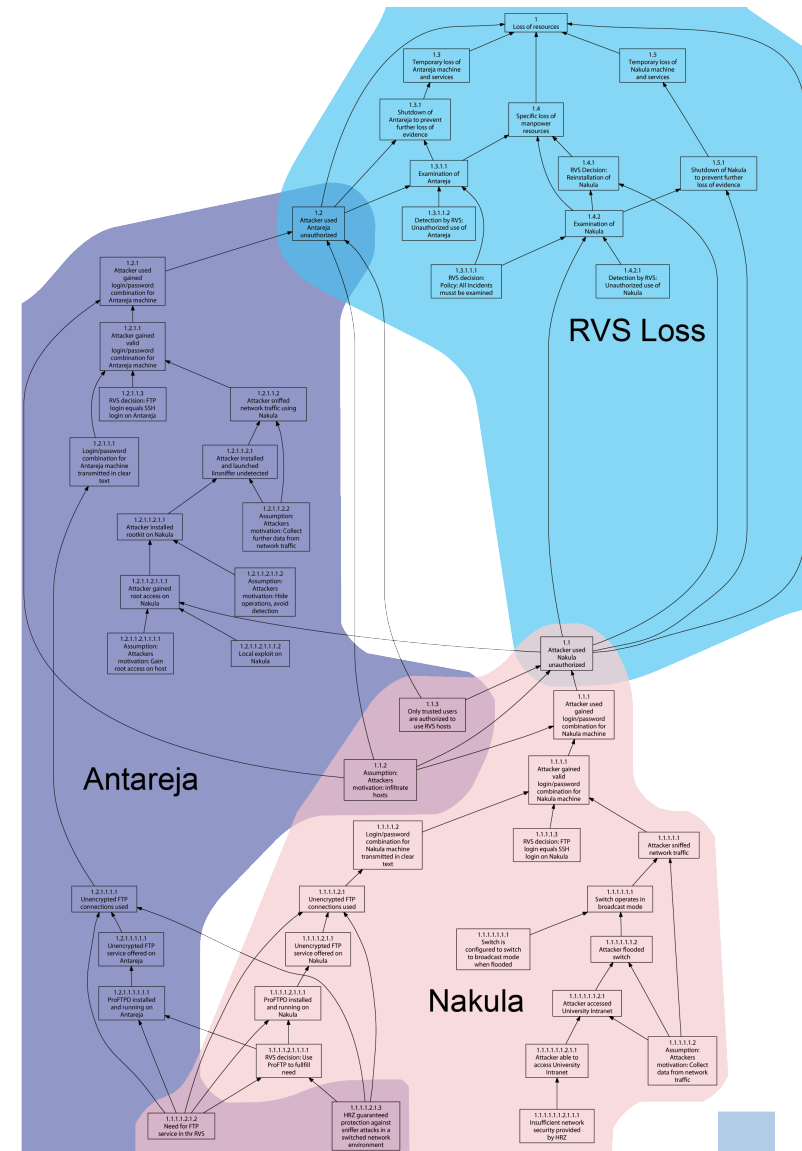 1
Loss of resources
1.3
Temporary loss of
Antareja machine
and services
1.5
Temporary loss of
Nakula machine
and services
1.3.1
Shutdown of
Antareja to prevent
further loss of
evidence
1.4
Specific loss of
manpower
resources
1.3.1.1
Examination of
Antareja
1.4.1
RVS Decision:
Reinstallation of
Nakula
1.5.1
Shutdown of Nakula
to prevent further
loss of evidence
1.2
Attacker used
Antareja
unauthorized
1.3.1.1.2
Detection by RVS:
Unauthorized use of
Antareja
1.4.2
Examination of
Nakula
1.2.1
Attacker used
gained
login/password
combination for
Antareja machine
1.3.1.1.1
RVS decision:
Policy: All Incidents
musst be examined
1.4.2.1
Detection by RVS:
Unauthorized use of
Nakula
RVS Loss
1.2.1.1
Attacker gained
valid
login/password
combination for
Antareja machine
1.2.1.1.3
RVS decision: FTP
login equals SSH
login on Antareja
1.2.1.1.2
Attacker sniffed
network traffic using
Nakula
1.2.1.1.1
Login/password
combination for
Antareja machine
transmitted in clear
text
1.2.1.1.2.1
Attacker installed
and launched
linsniffer undetected
1.2.1.1.2.2
Assumption:
Attackers
motivation: Collect
further data from
network traffic
1.2.1.1.2.1.1
Attacker installed
rootkit on Nakula
1.2.1.1.2.1.1.1
Attacker gained
root access on
Nakula
1.2.1.1.2.1.1.2
Assumption:
Attackers
motivation: Hide
operations, avoid
detection
1.2.1.1.2.1.1.1.1
Assumption:
Attackers
motivation: Gain
root access on host
1.2.1.1.2.1.1.1.2
Local exploit on
Nakula
1.1
Attacker used
Nakula
unauthorized
1.1.3
Only trusted users
are authorized to
use RVS hosts
1.1.1
Attacker used
gained
login/password
combination for
Nakula machine
Antareja
1.1.2
Assumption:
Attackers
motivation: infiltrate
hosts
1.1.1.1
Attacker gained
valid
login/password
combination for
Nakula machine
1.1.1.1.2
Login/password
combination for
Nakula machine
transmitted in clear
text
1.1.1.1.3
RVS decision: FTP
login equals SSH
login on Nakula
1.1.1.1.1
Attacker sniffed
network traffic
1.2.1.1.1.1
Unencrypted FTP
connections used
1.1.1.1.2.1
Unencrypted FTP
connections used
1.1.1.1.1.1
Switch operates in
broadcast mode
1.2.1.1.1.1.1
Unencrypted FTP
service offered on
Antareja
1.1.1.1.2.1.1
Unencrypted FTP
service offered on
Nakula
1.1.1.1.1.1.1
Switch is
configured to switch
to broadcast mode
when flooded
1.1.1.1.1.1.2
Attacker flooded
switch
1.2.1.1.1.1.1.1
ProFTPD installed
and running on
Antareja
1.1.1.1.2.1.1.1
ProFTPD installed
and running on
Nakula
Nakula
1.1.1.1.1.1.2.1
Attacker accessed
University Intranet
1.1.1.1.2.1.1.1.1
RVS decision: Use
ProFTP to fullfill
need
1.1.1.1.1.1.2.1.1
Attacker able to
access University
Intranet
1.1.1.1.1.2
Assumption:
Attackers
motivation: Collect
data from network
traffic
1.1.1.1.2.1.2
Need for FTP
service in thr RVS
1.1.1.1.2.1.3
HRZ guaranteed
protection against
sniffer attacks in a
switched network
environment
1.1.1.1.1.1.2.1.1.1
Insufficient network
security provided
by HRZ